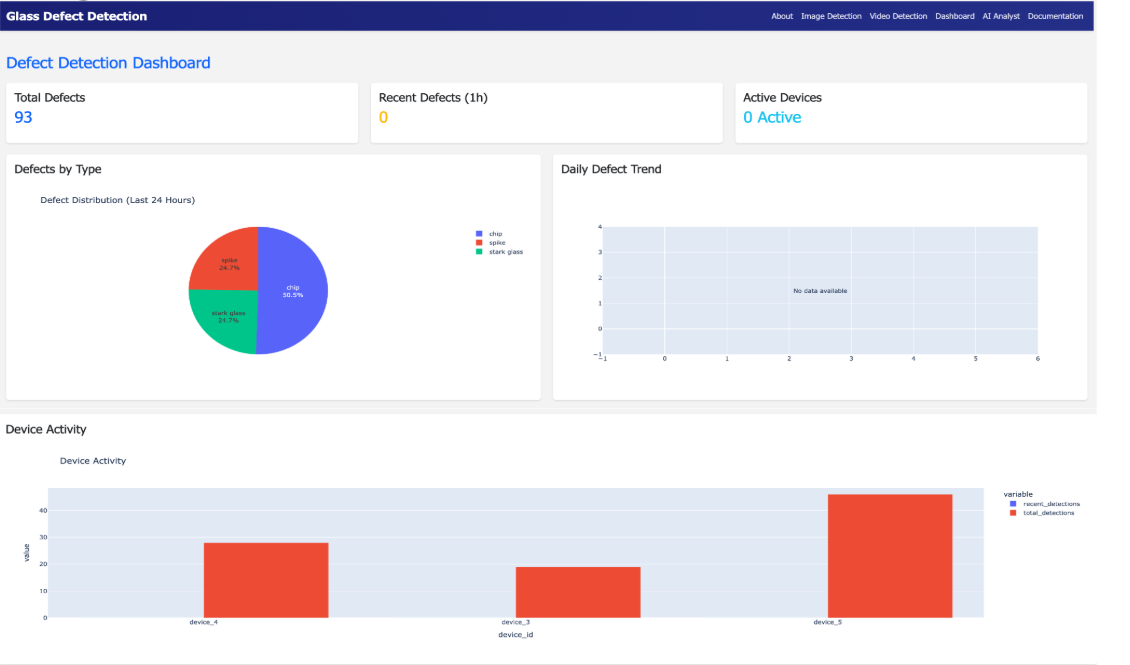 Glass Defect Detection
About Image Detection Video Detection Dashboard AI Analyst Documentation
Defect Detection Dashboard
Total Defects
93
Recent Defects (1h)
0
Active Devices
0 Active
Defects by Type
Defect Distribution (Last 24 Hours)
spike
24.7%
chip
50.5%
stark glass
24.7%
chip
spike
stark glass
Daily Defect Trend
4
3
2
1
0
−1
No data available
−1 0 1 2 3 4 5 6
Device Activity
Device Activity
value
40
30
20
10
0
device_4 device_3 device_5
device_id
variable
recent_detections
total_detections